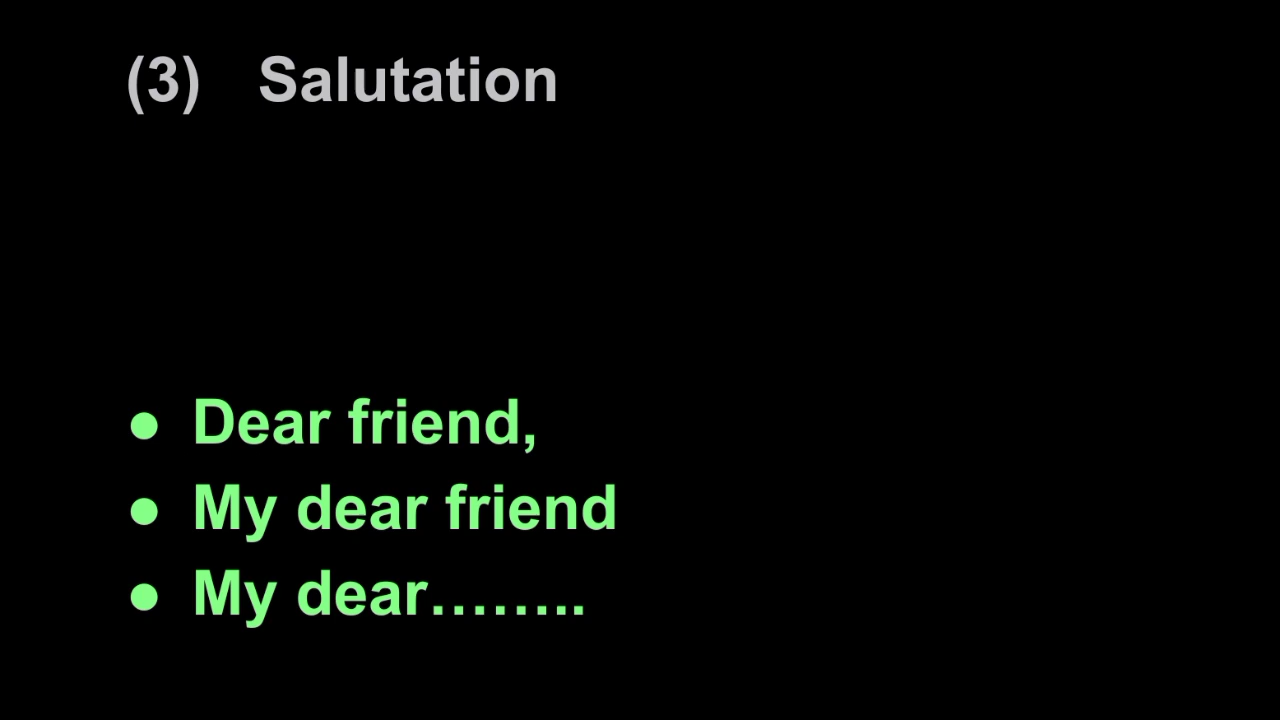 (3) Salutation
● Dear friend,
● My dear friend
● My dear……..